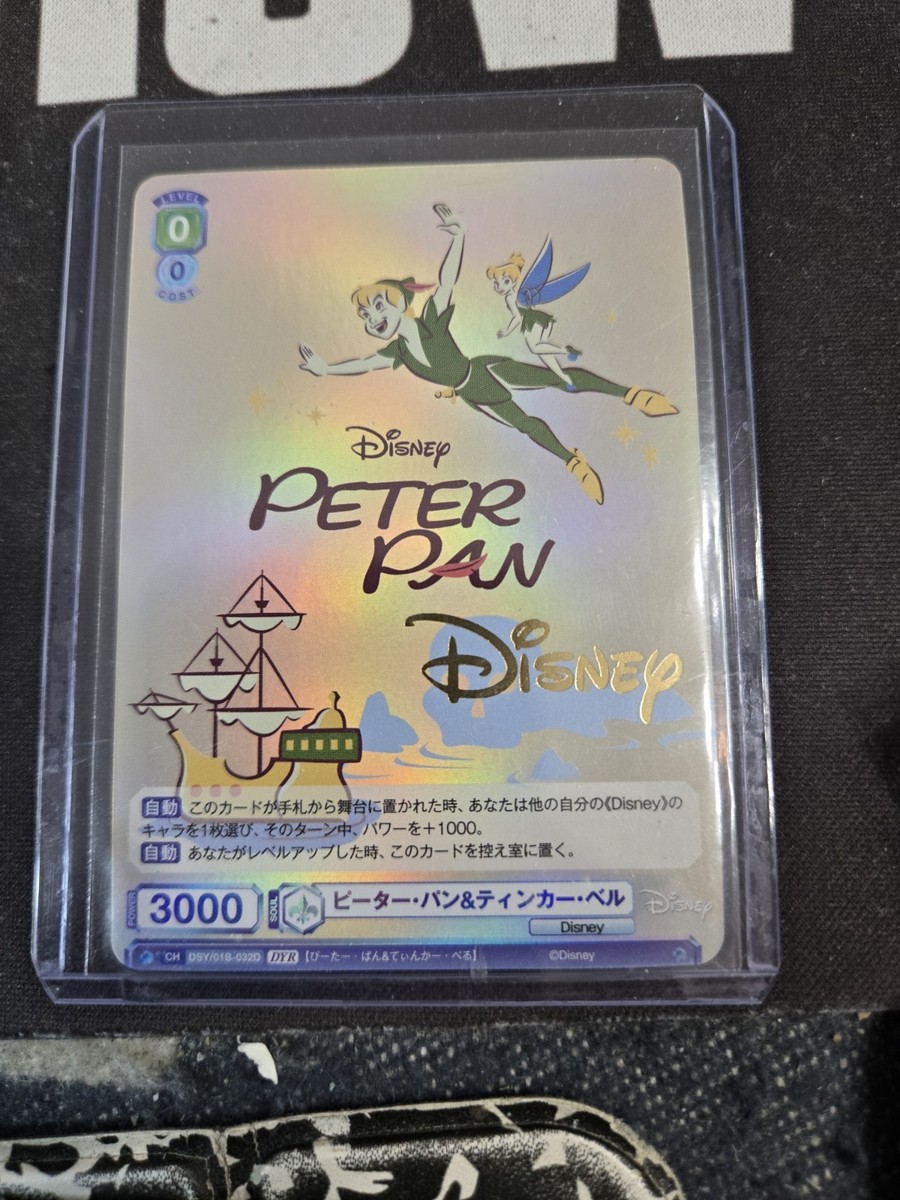 LEVEL
0
0
COST
Disney
PETER
PAN
Disney
自動 このカードが手札から舞台に置かれた時、あなたは他の自分の《Disney》の
キャラを1枚選び、そのターン中、パワーを+1000。
自動 あなたがレベルアップした時、このカードを控え室に置く。
POWER 3000 SOUL ピーター・パン&ティンカー・ベル Disney
Disney
CH DSY/01B-032D DYR 【ぴーたー・ぱん&てぃんかー・べる】 ©Disney